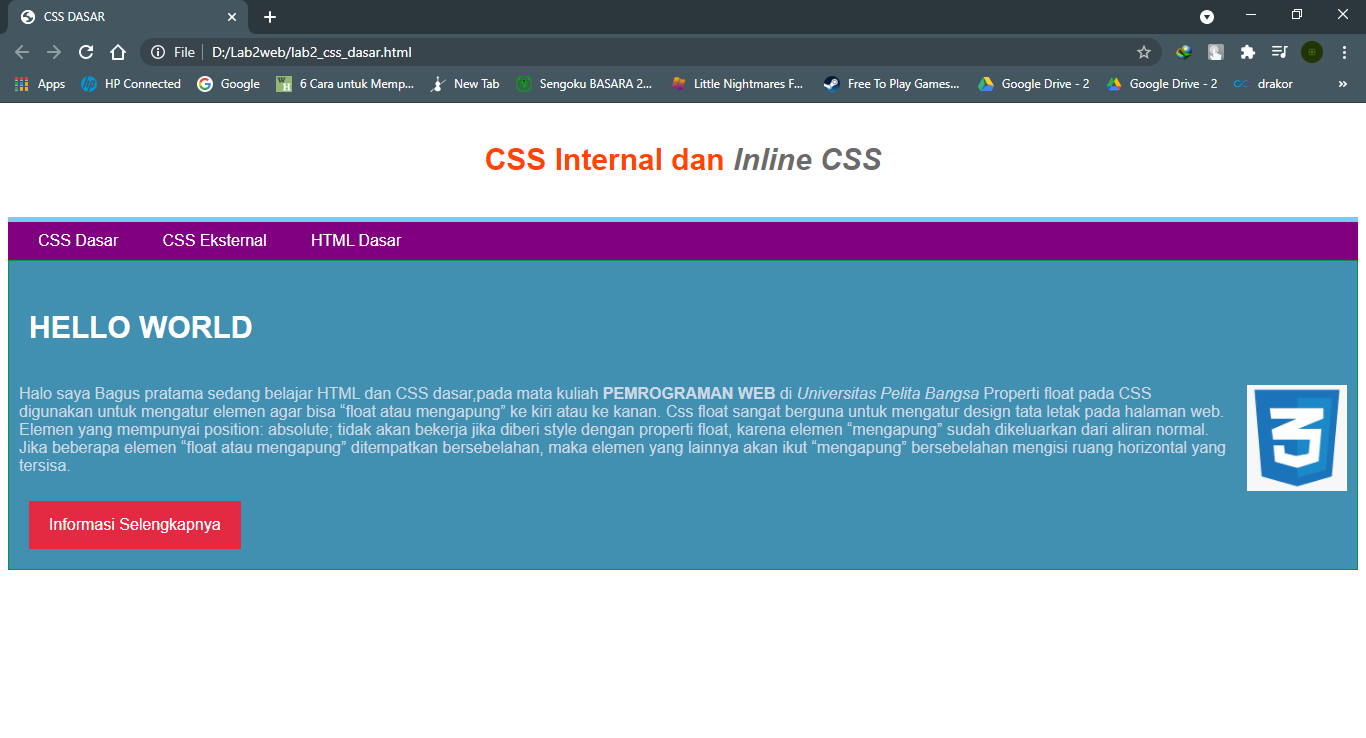 CSS DASAR
File D:/Lab2web/lab2_css_dasar.html
Apps HP Connected Google 6 Cara untuk Memp... New Tab Sengoku BASARA 2... Little Nightmares F... Free To Play Games... Google Drive - 2 Google Drive - 2 drakor »
CSS Internal dan Inline CSS
CSS Dasar CSS Eksternal HTML Dasar
HELLO WORLD
Halo saya Bagus pratama sedang belajar HTML dan CSS dasar,pada mata kuliah PEMROGRAMAN WEB di Universitas Pelita Bangsa Properti float pada CSS
digunakan untuk mengatur elemen agar bisa “float atau mengapung” ke kiri atau ke kanan. Css float sangat berguna untuk mengatur design tata letak pada halaman web.
Elemen yang mempunyai position: absolute; tidak akan bekerja jika diberi style dengan properti float, karena elemen “mengapung” sudah dikeluarkan dari aliran normal.
Jika beberapa elemen “float atau mengapung” ditempatkan bersebelahan, maka elemen yang lainnya akan ikut “mengapung” bersebelahan mengisi ruang horizontal yang
tersisa.
3
Informasi Selengkapnya